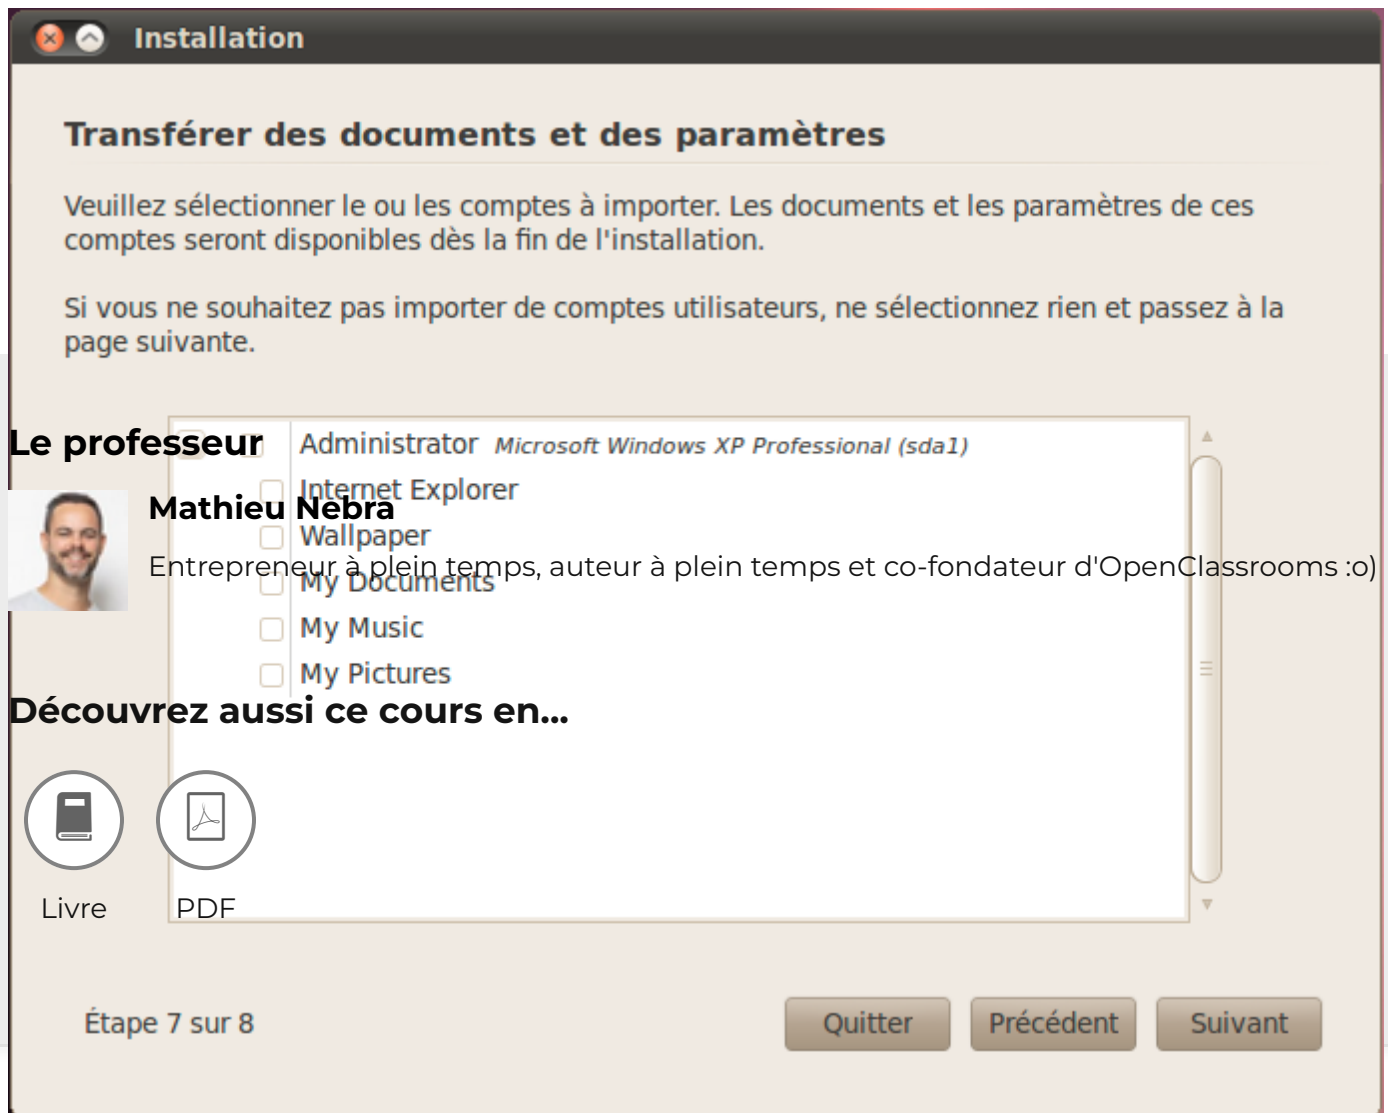 Installation
Transférer des documents et des paramètres
Veuillez sélectionner le ou les comptes à importer. Les documents et les paramètres de ces
comptes seront disponibles dès la fin de l'installation.
Si vous ne souhaitez pas importer de comptes utilisateurs, ne sélectionnez rien et passez à la
page suivante.
Le professeur
Administrator Microsoft Windows XP Professional (sda1)
Internet Explorer
Mathieu Nebra
Wallpaper
Entrepreneur à plein temps, auteur à plein temps et co-fondateur d'OpenClassrooms :o)
My Documents
My Music
My Pictures
Découvrez aussi ce cours en...
Livre
PDF
Étape 7 sur 8
Quitter
Précédent
Suivant